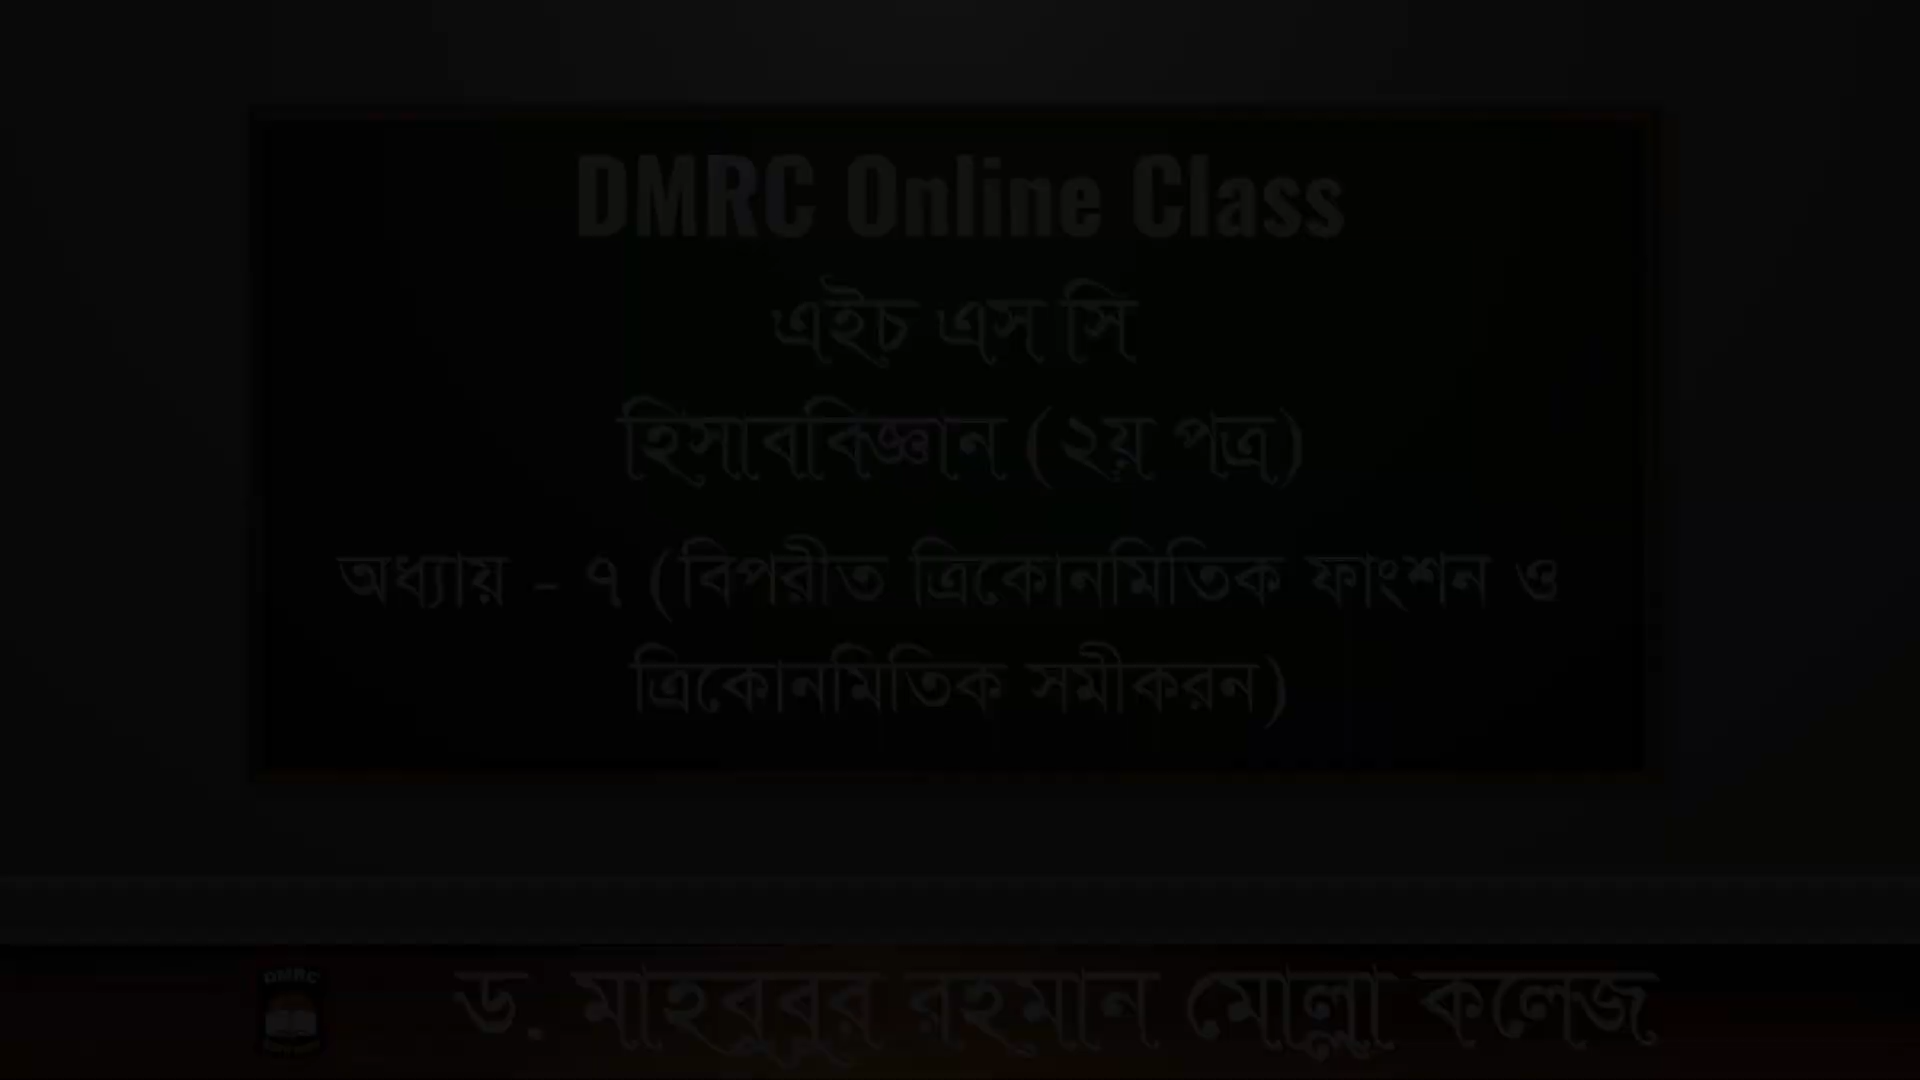 DMRC Online Class
এইচ এস সি
হিসাববিজ্ঞান (২য় পত্র)
অধ্যায় - ৭ (বিপরীত ত্রিকোনমিতিক ফাংশন ও
ত্রিকোনমিতিক সমীকরন)
DMRC
ড. মাহবুবুর রহমান মোল্লা কলেজ